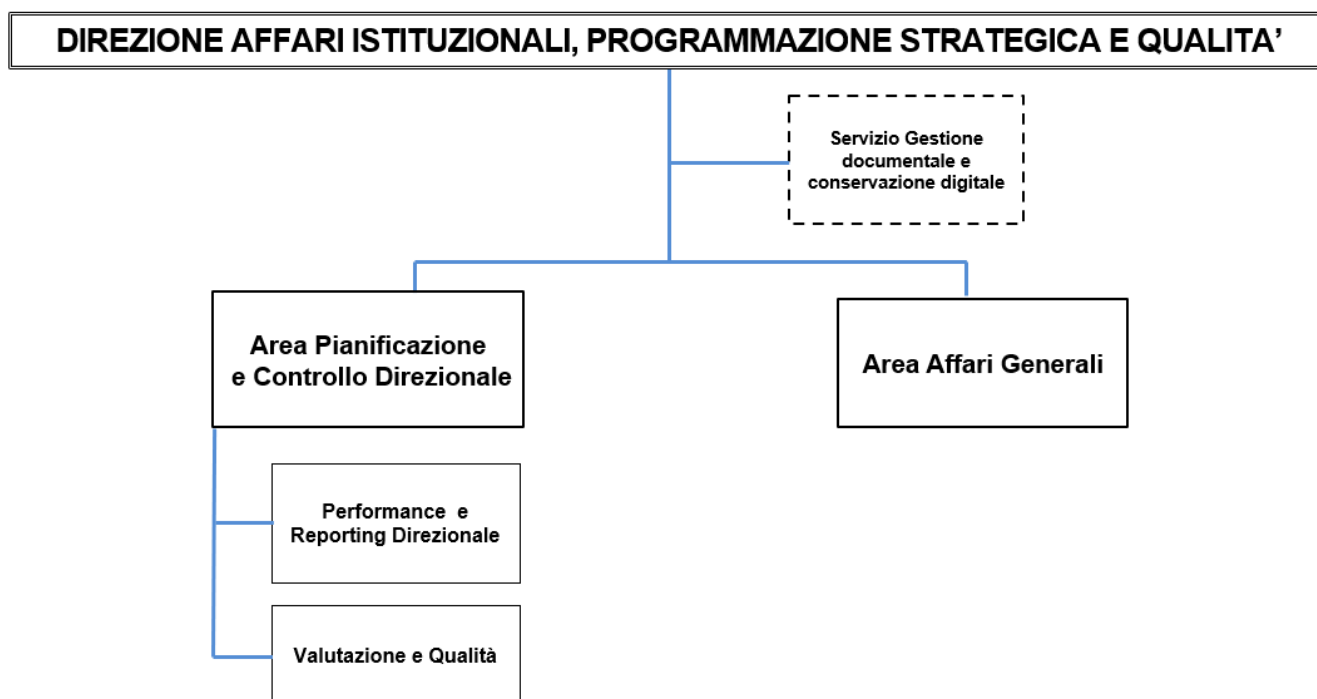 DIREZIONE AFFARI ISTITUZIONALI, PROGRAMMAZIONE STRATEGICA E QUALITA’
Servizio Gestione
documentale e
conservazione digitale
Area Pianificazione
e Controllo Direzionale
Area Affari Generali
Performance e
Reporting Direzionale
Valutazione e Qualità